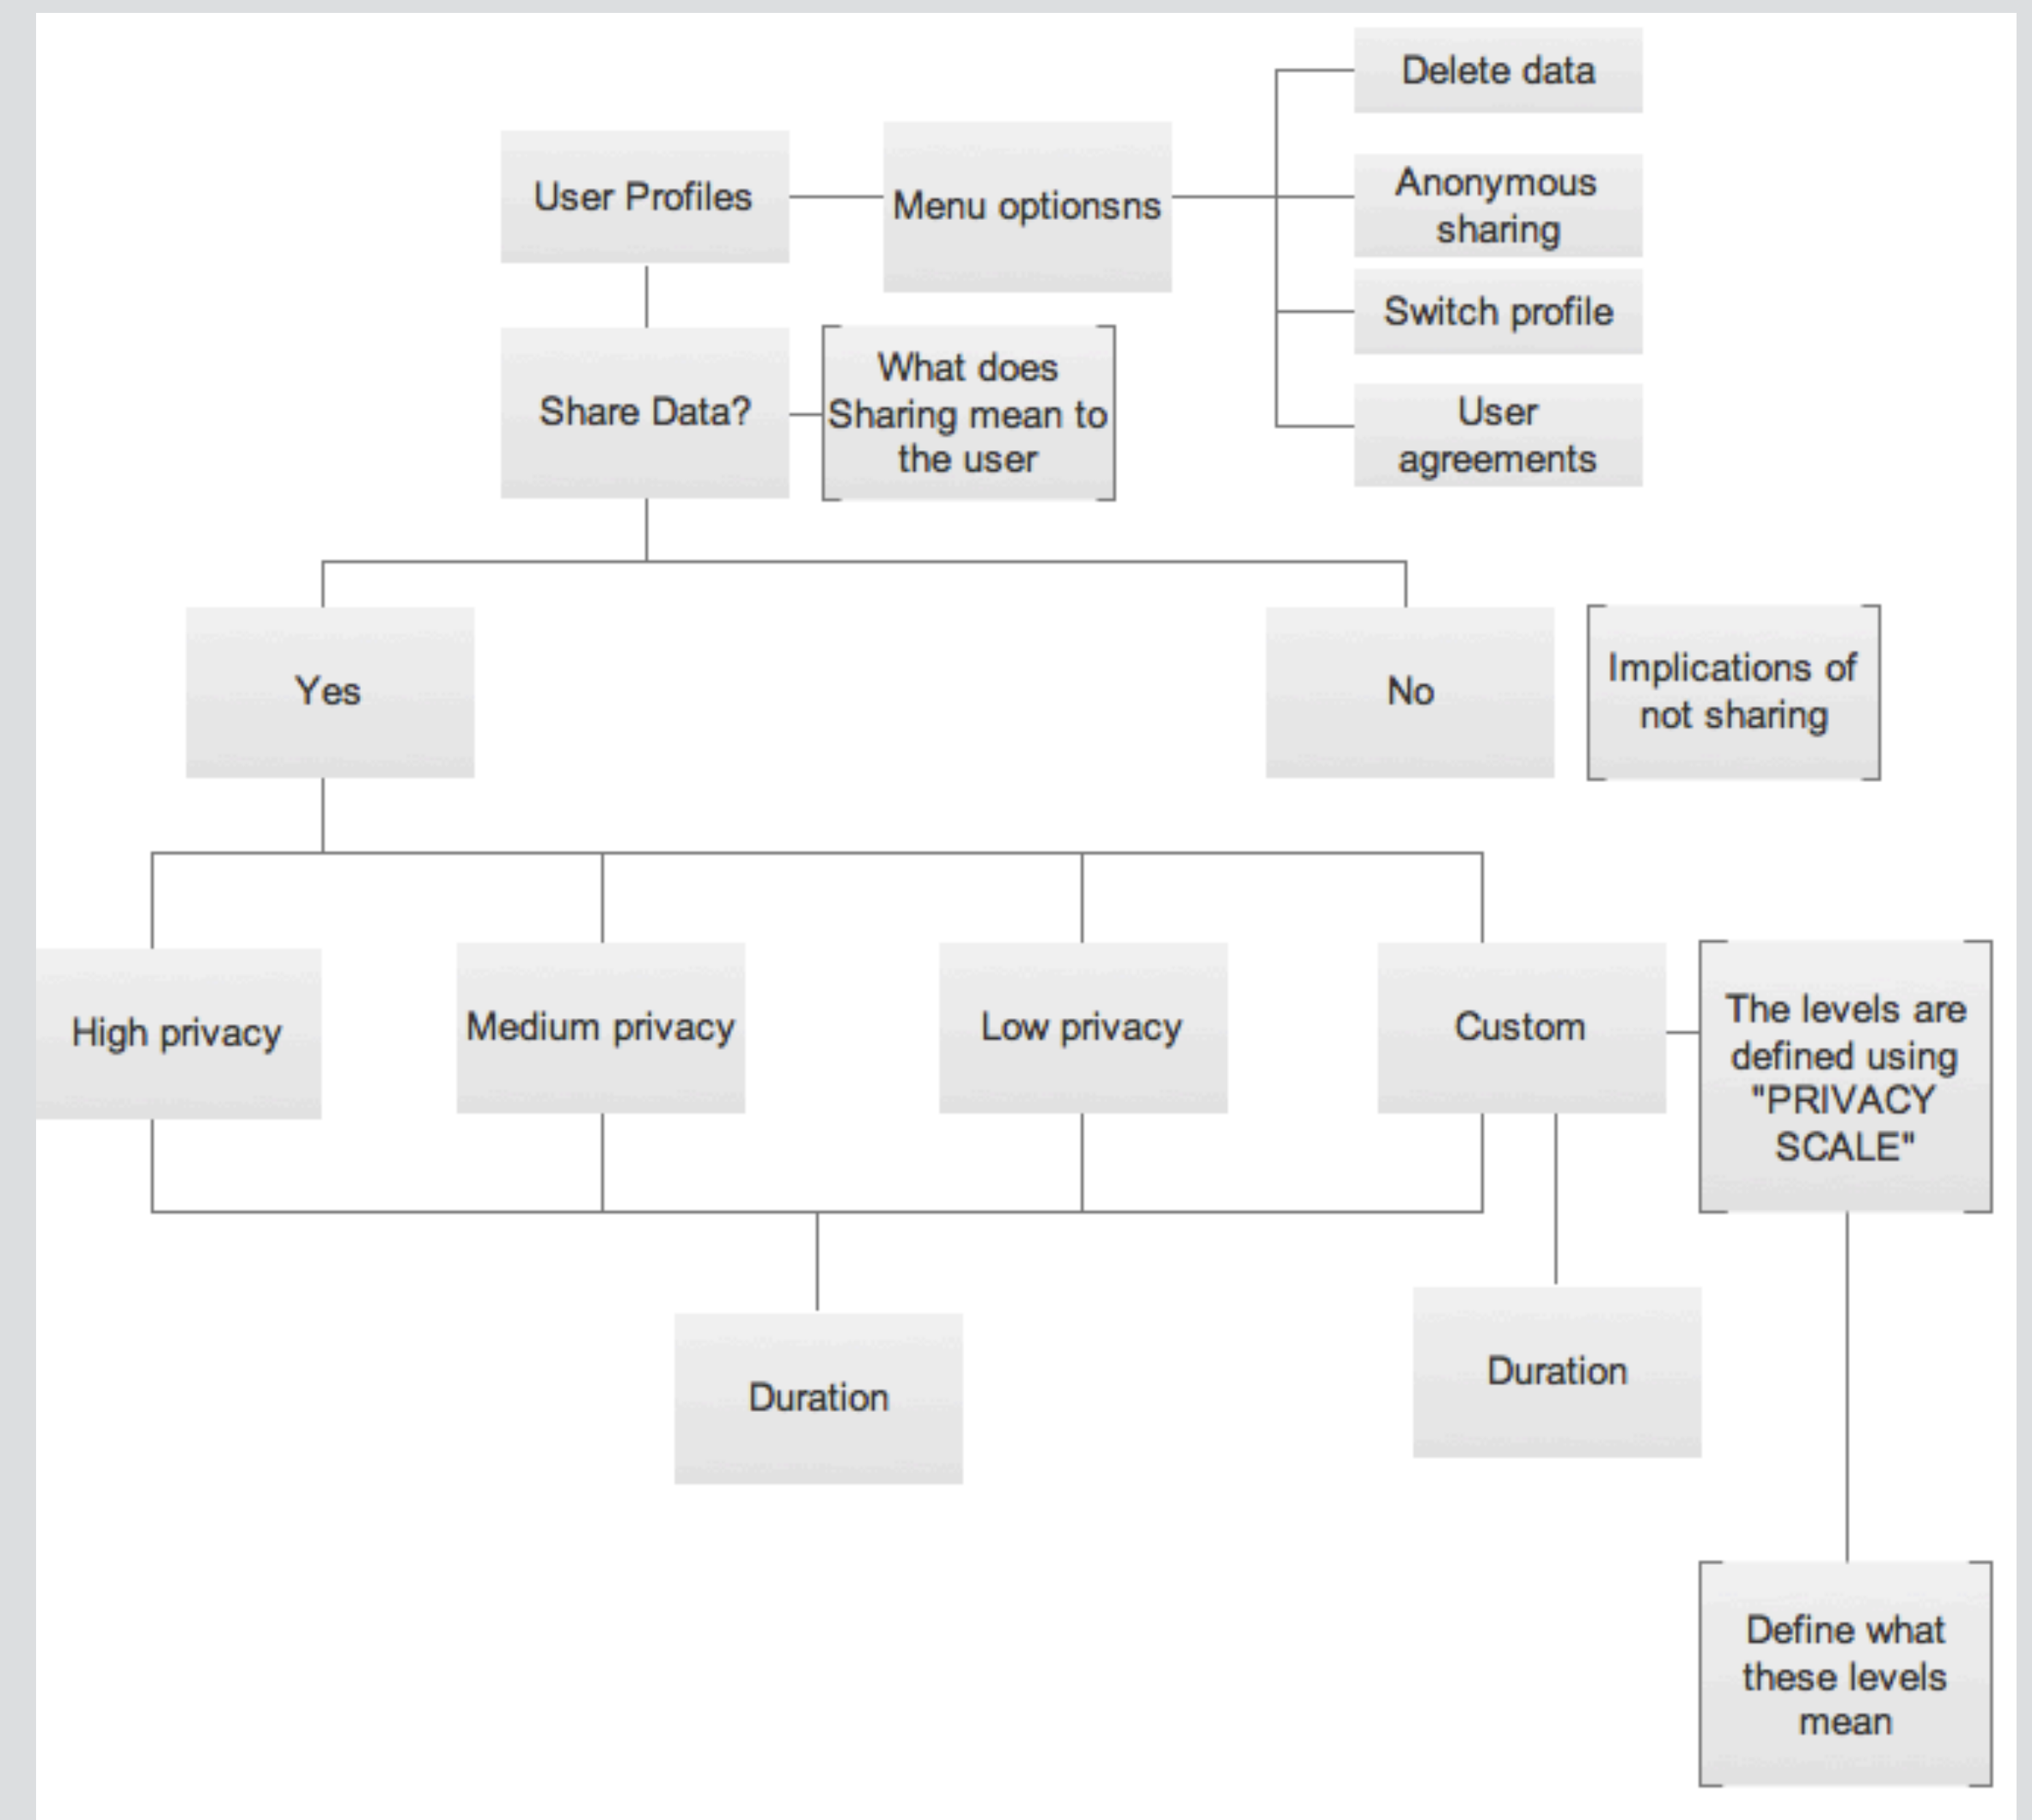 Delete data
User Profiles
Menu optionsns
Anonymous
sharing
Switch profile
User
agreements
Share Data?
What does
Sharing mean to
the user
Yes
No
Implications of
not sharing
High privacy
Medium privacy
Low privacy
Custom
The levels are
defined using
"PRIVACY
SCALE"
Duration
Duration
Define what
these levels
mean